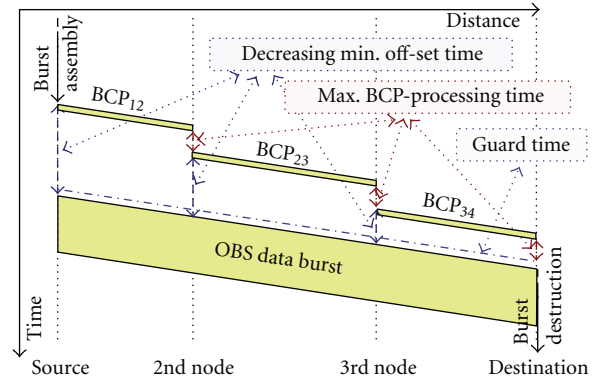 Distance
Burst
assembly
Decreasing min. off-set time
BCP12
Max. BCP-processing time
Guard time
BCP23
BCP34
OBS data burst
Time
Burst
destruction
Source
2nd node
3rd node
Destination